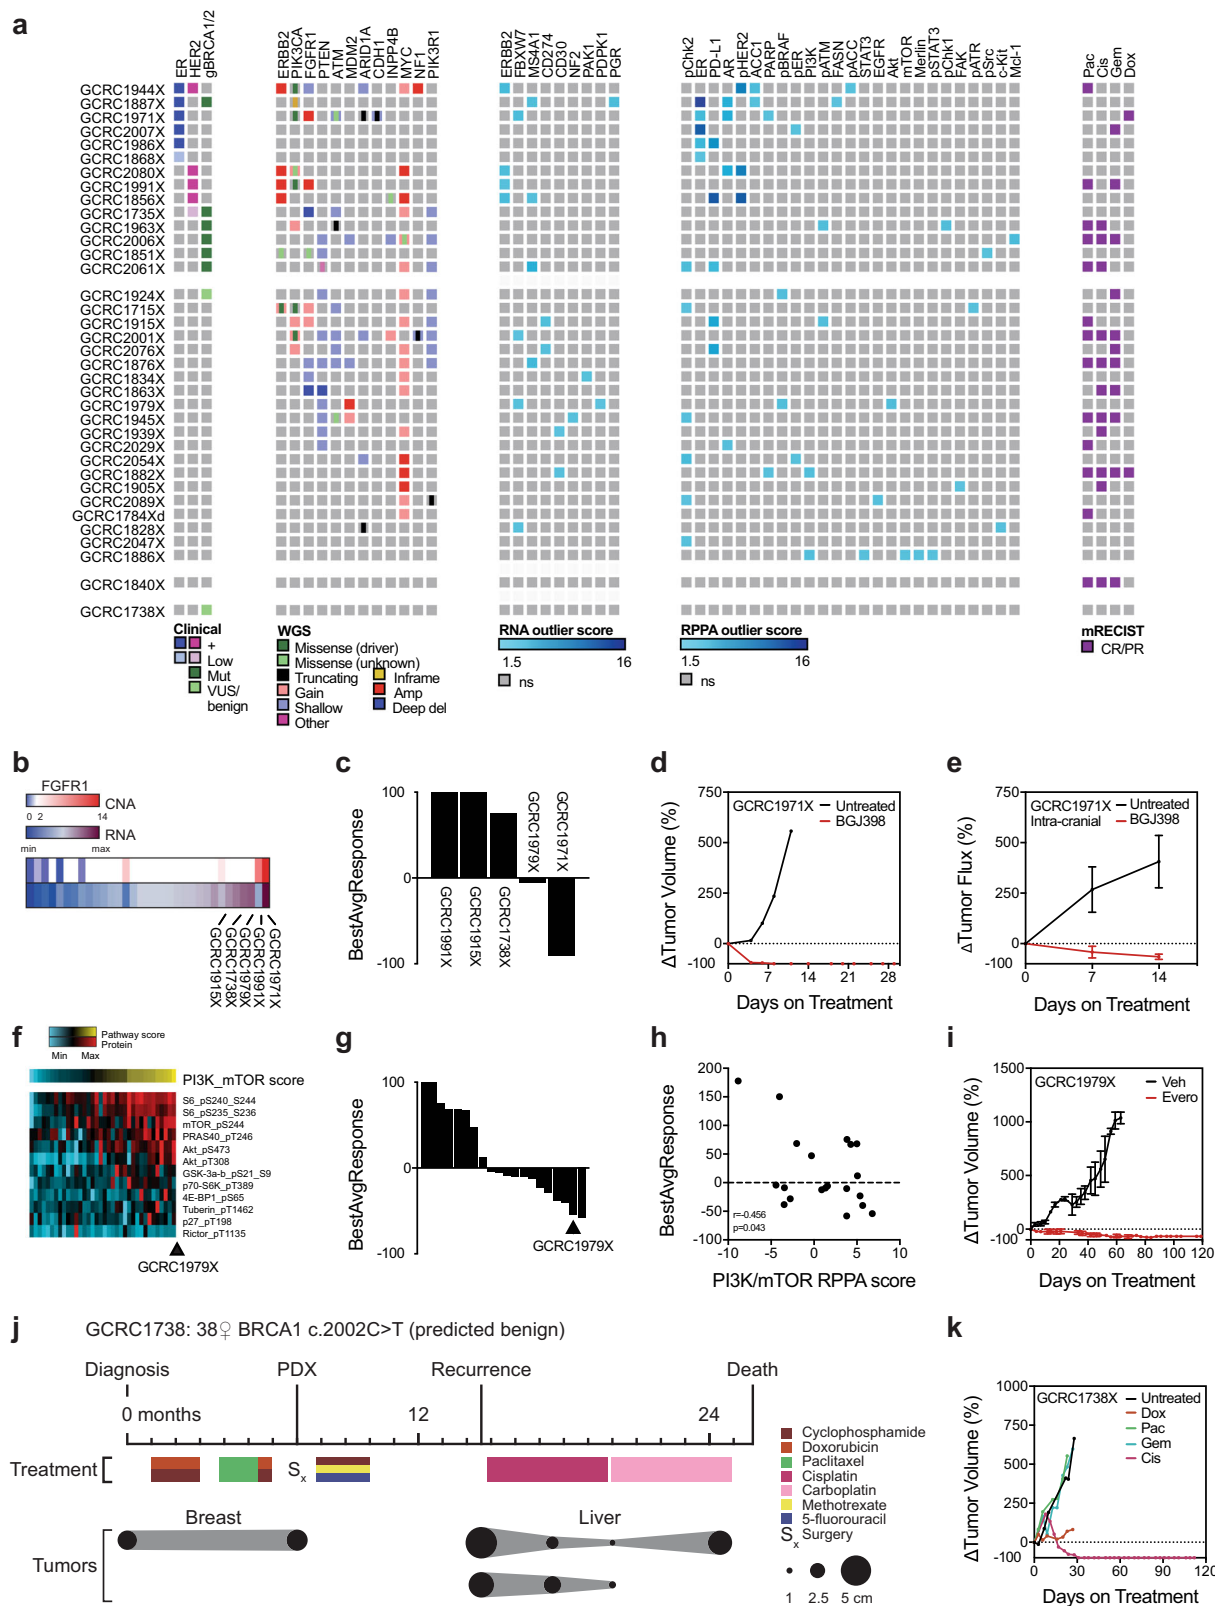 a
ER HER2 gBRCA1/2
ERBB2 PIK3CA FGFR1 PTEN ATM MDM2 ARID1A CDH1 INPP4B MYC NF1 PIK3R1
ERBB2 FBXW7 MS4A1 CD274 CD30 NF2 PAK1 PDPK1 PGR
pChk2 ER PD-L1 AR pHER2 ACC1 PARP pBRAF pER PI3K pATM FASN pACC STAT3 EGFR Akt mTOR Merlin pSTAT3 pChk1 FAK pATR pSrc c-Kit Mcl-1
Pac Cis Gem Dox
GCRC1944X
GCRC1887X
GCRC1971X
GCRC2007X
GCRC1986X
GCRC1868X
GCRC2080X
GCRC1991X
GCRC1856X
GCRC1735X
GCRC1963X
GCRC2006X
GCRC1851X
GCRC2061X
GCRC1924X
GCRC1715X
GCRC1915X
GCRC2001X
GCRC2076X
GCRC1876X
GCRC1834X
GCRC1863X
GCRC1979X
GCRC1945X
GCRC1939X
GCRC2029X
GCRC2054X
GCRC1882X
GCRC1905X
GCRC2089X
GCRC1784Xd
GCRC1828X
GCRC2047X
GCRC1886X
GCRC1840X
GCRC1738X
Clinical
+
Low
Mut
VUS/
benign
WGS
Missense (driver)
Missense (unknown)
Truncating
Gain
Shallow
Other
Inframe
Amp
Deep del
RNA outlier score
1.5 16
ns
RPPA outlier score
1.5 16
ns
mRECIST
CR/PR
b
FGFR1
CNA
0 2 14
RNA
min max
GCRC1915X
GCRC1738X
GCRC1979X
GCRC1991X
GCRC1971X
c
BestAvgResponse
100
0
-100
GCRC1991X
GCRC1915X
GCRC1738X
GCRC1979X
GCRC1971X
d
ΔTumor Volume (%)
750
500
250
0
-100
GCRC1971X
Untreated
BGJ398
0 7 14 21 28
Days on Treatment
e
ΔTumor Flux (%)
750
500
250
0
-100
GCRC1971X
Intra-cranial
Untreated
BGJ398
0 7 14
Days on Treatment
f
Pathway score
Protein
Min Max
PI3K_mTOR score
S6_pS240_S244
S6_pS235_S236
mTOR_pS244
PRAS40_pT246
Akt_pS473
Akt_pT308
GSK-3a-b_pS21_S9
p70-S6K_pT389
4E-BP1_pS65
Tuberin_pT1462
p27_pT198
Rictor_pT1135
GCRC1979X
g
BestAvgResponse
100
0
-100
GCRC1979X
h
BestAvgResponse
200
150
100
50
0
-50
-100
r=-0.456
p=0.043
-10 -5 0 5 10
PI3K/mTOR RPPA score
i
ΔTumor Volume (%)
1500
1000
500
0
-100
GCRC1979X
Veh
Evero
0 20 40 60 80 100 120
Days on Treatment
j
GCRC1738: 38♀ BRCA1 c.2002C>T (predicted benign)
Diagnosis PDX Recurrence Death
0 months 12 24
Treatment
Sx
Cyclophosphamide
Doxorubicin
Paclitaxel
Cisplatin
Carboplatin
Methotrexate
5-fluorouracil
Sx Surgery
Tumors
Breast
Liver
1 2.5 5 cm
k
ΔTumor Volume (%)
1000
750
500
250
0
-100
GCRC1738X
Untreated
Dox
Pac
Gem
Cis
0 30 60 90 120
Days on Treatment